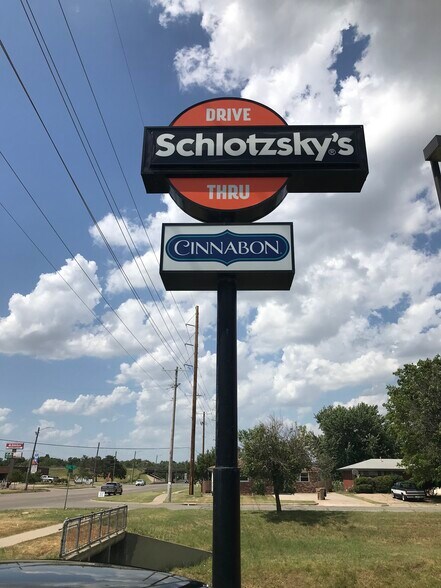 DRIVE
Schlotzsky's®
THRU
CINNABON